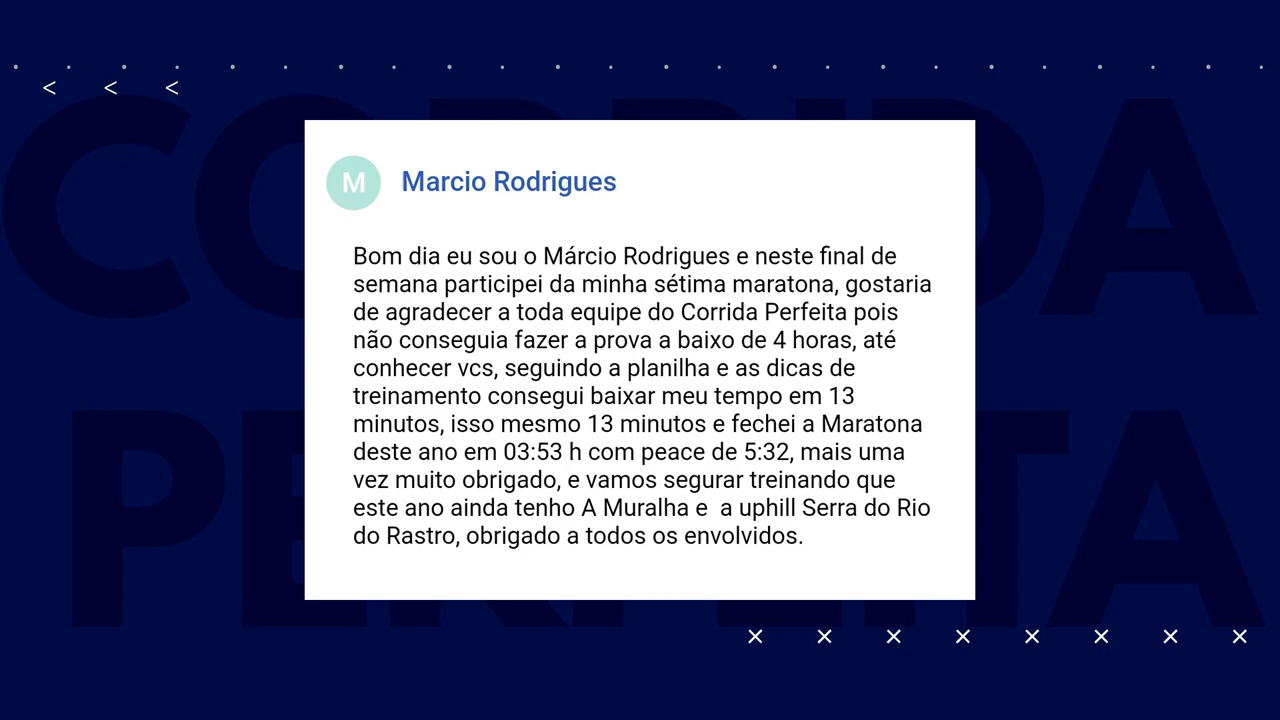 CORRIDA
< < <
M
Marcio Rodrigues
Bom dia eu sou o Márcio Rodrigues e neste final de
semana participei da minha sétima maratona, gostaria
de agradecer a toda equipe do Corrida Perfeita pois
não conseguia fazer a prova a baixo de 4 horas, até
conhecer vcs, seguindo a planilha e as dicas de
treinamento consegui baixar meu tempo em 13
minutos, isso mesmo 13 minutos e fechei a Maratona
deste ano em 03:53 h com peace de 5:32, mais uma
vez muito obrigado, e vamos segurar treinando que
este ano ainda tenho A Muralha e  a uphill Serra do Rio
do Rastro, obrigado a todos os envolvidos.
PERFEITA